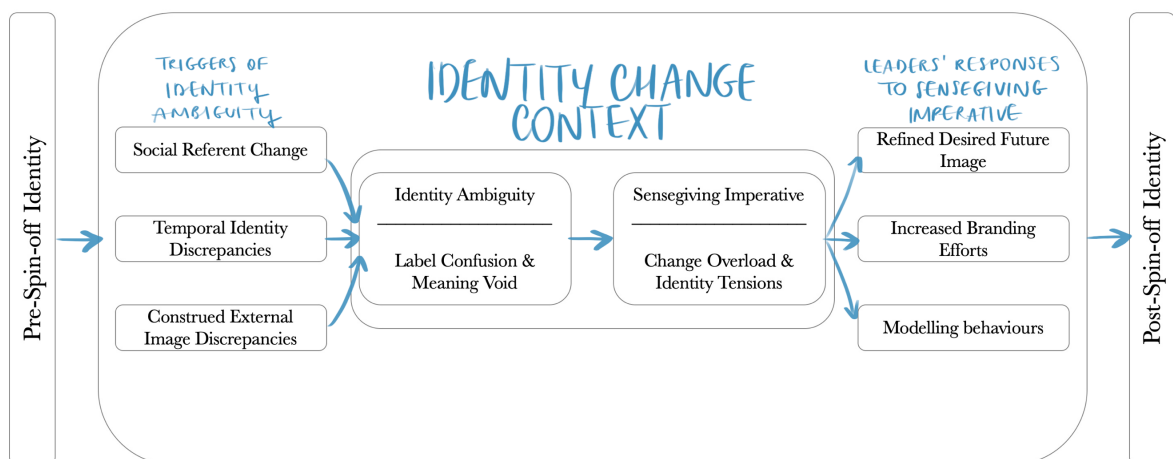 Pre-Spin-off Identity
TRIGGERS OF
IDENTITY
AMBIGUITY
Social Referent Change
Temporal Identity
Discrepancies
Construed External
Image Discrepancies
IDENTITY CHANGE
CONTEXT
Identity Ambiguity
Label Confusion &
Meaning Void
Sensegiving Imperative
Change Overload &
Identity Tensions
LEADERS' RESPONSES
TO SENSEGIVING
IMPERATIVE
Refined Desired Future
Image
Increased Branding
Efforts
Modelling behaviours
Post-Spin-off Identity